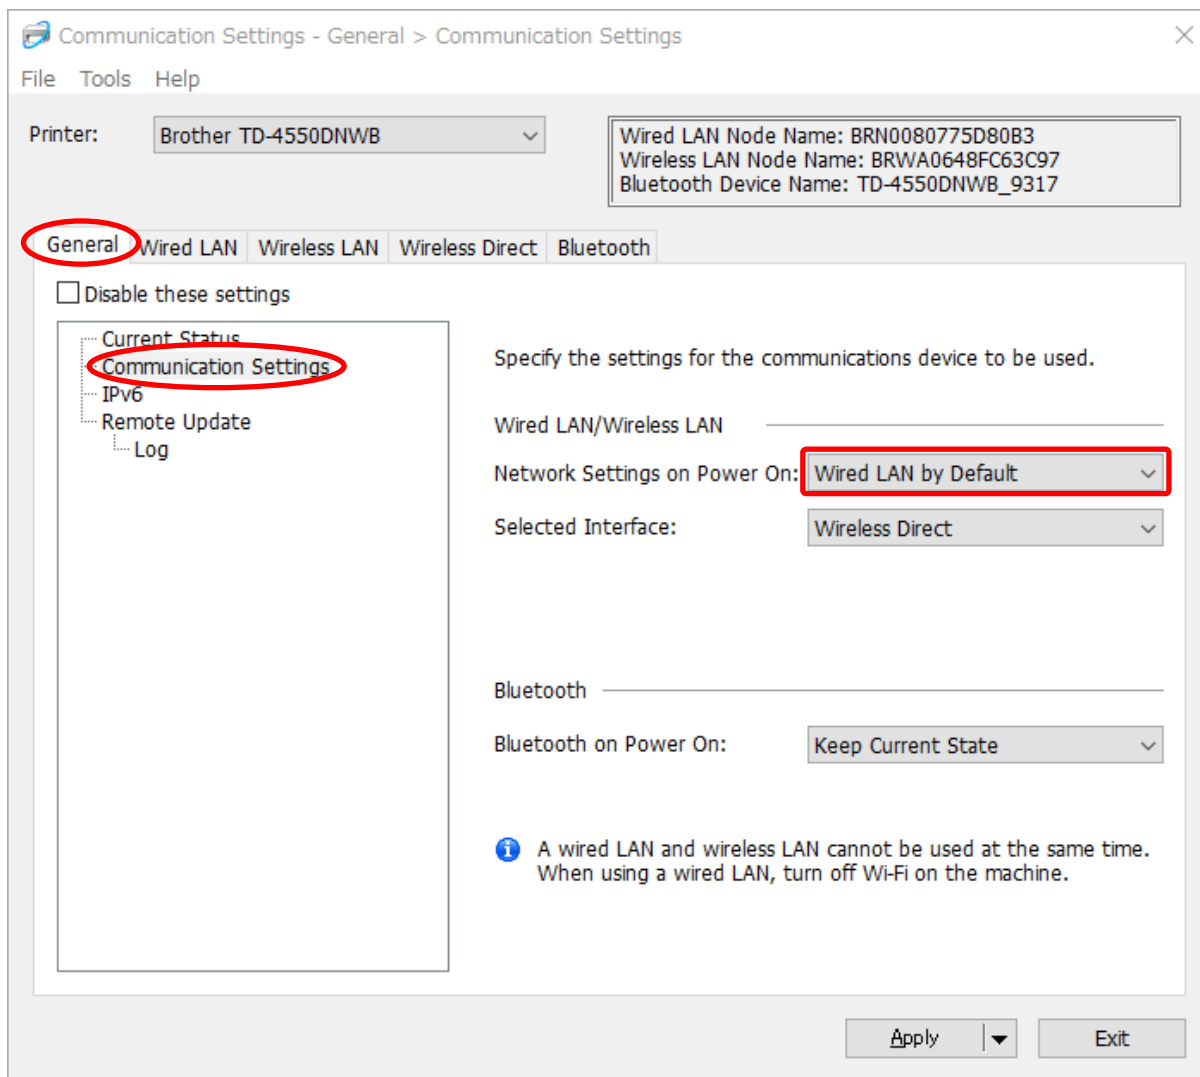 Communication Settings - General > Communication Settings
File Tools Help
Printer: Brother TD-4550DNWB
Wired LAN Node Name: BRN0080775D80B3
Wireless LAN Node Name: BRWA0648FC63C97
Bluetooth Device Name: TD-4550DNWB_9317
General Wired LAN Wireless LAN Wireless Direct Bluetooth
Disable these settings
Current Status
Communication Settings
IPv6
Remote Update
Log
Specify the settings for the communications device to be used.
Wired LAN/Wireless LAN
Network Settings on Power On: Wired LAN by Default
Selected Interface: Wireless Direct
Bluetooth
Bluetooth on Power On: Keep Current State
A wired LAN and wireless LAN cannot be used at the same time.
When using a wired LAN, turn off Wi-Fi on the machine.
Apply Exit